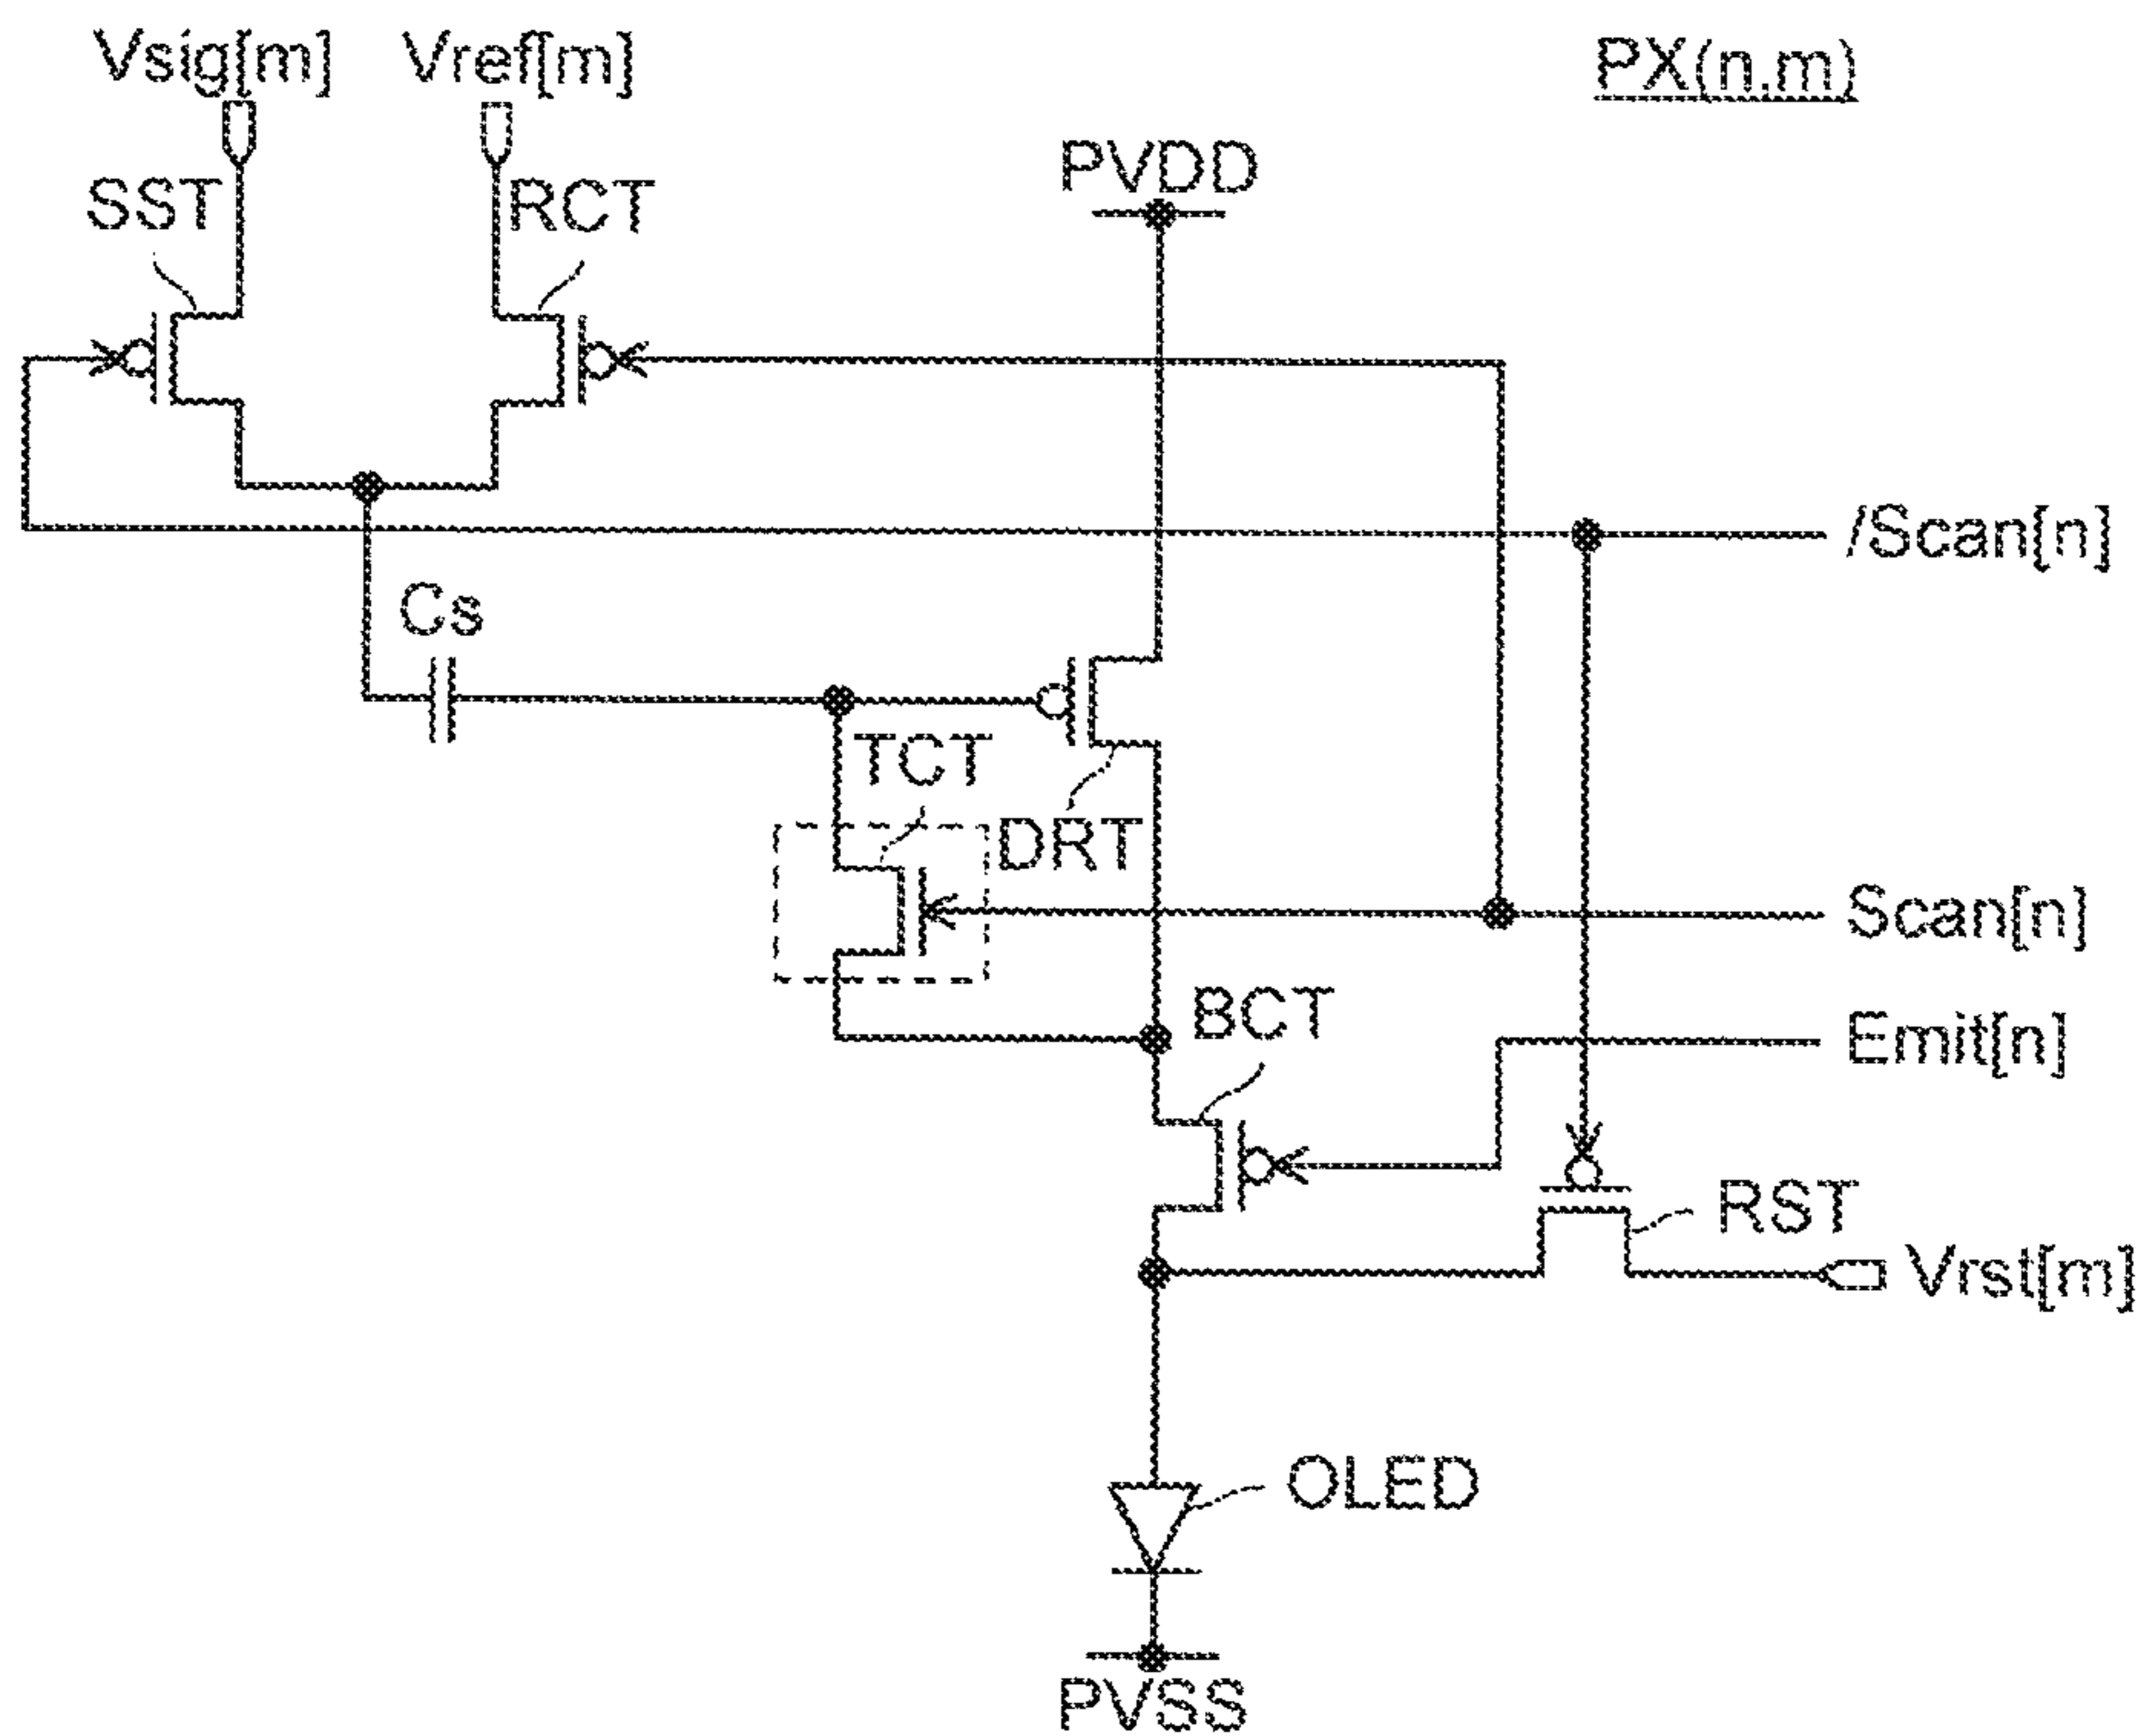 Vsig[m]
Vref[m]
PX(n.m)
PVDD
SST
RCT
/Scan[n]
Cs
TCT
DRT
Scan[n]
BCT
Emit[n]
RST
Vrst[m]
OLED
PVSS